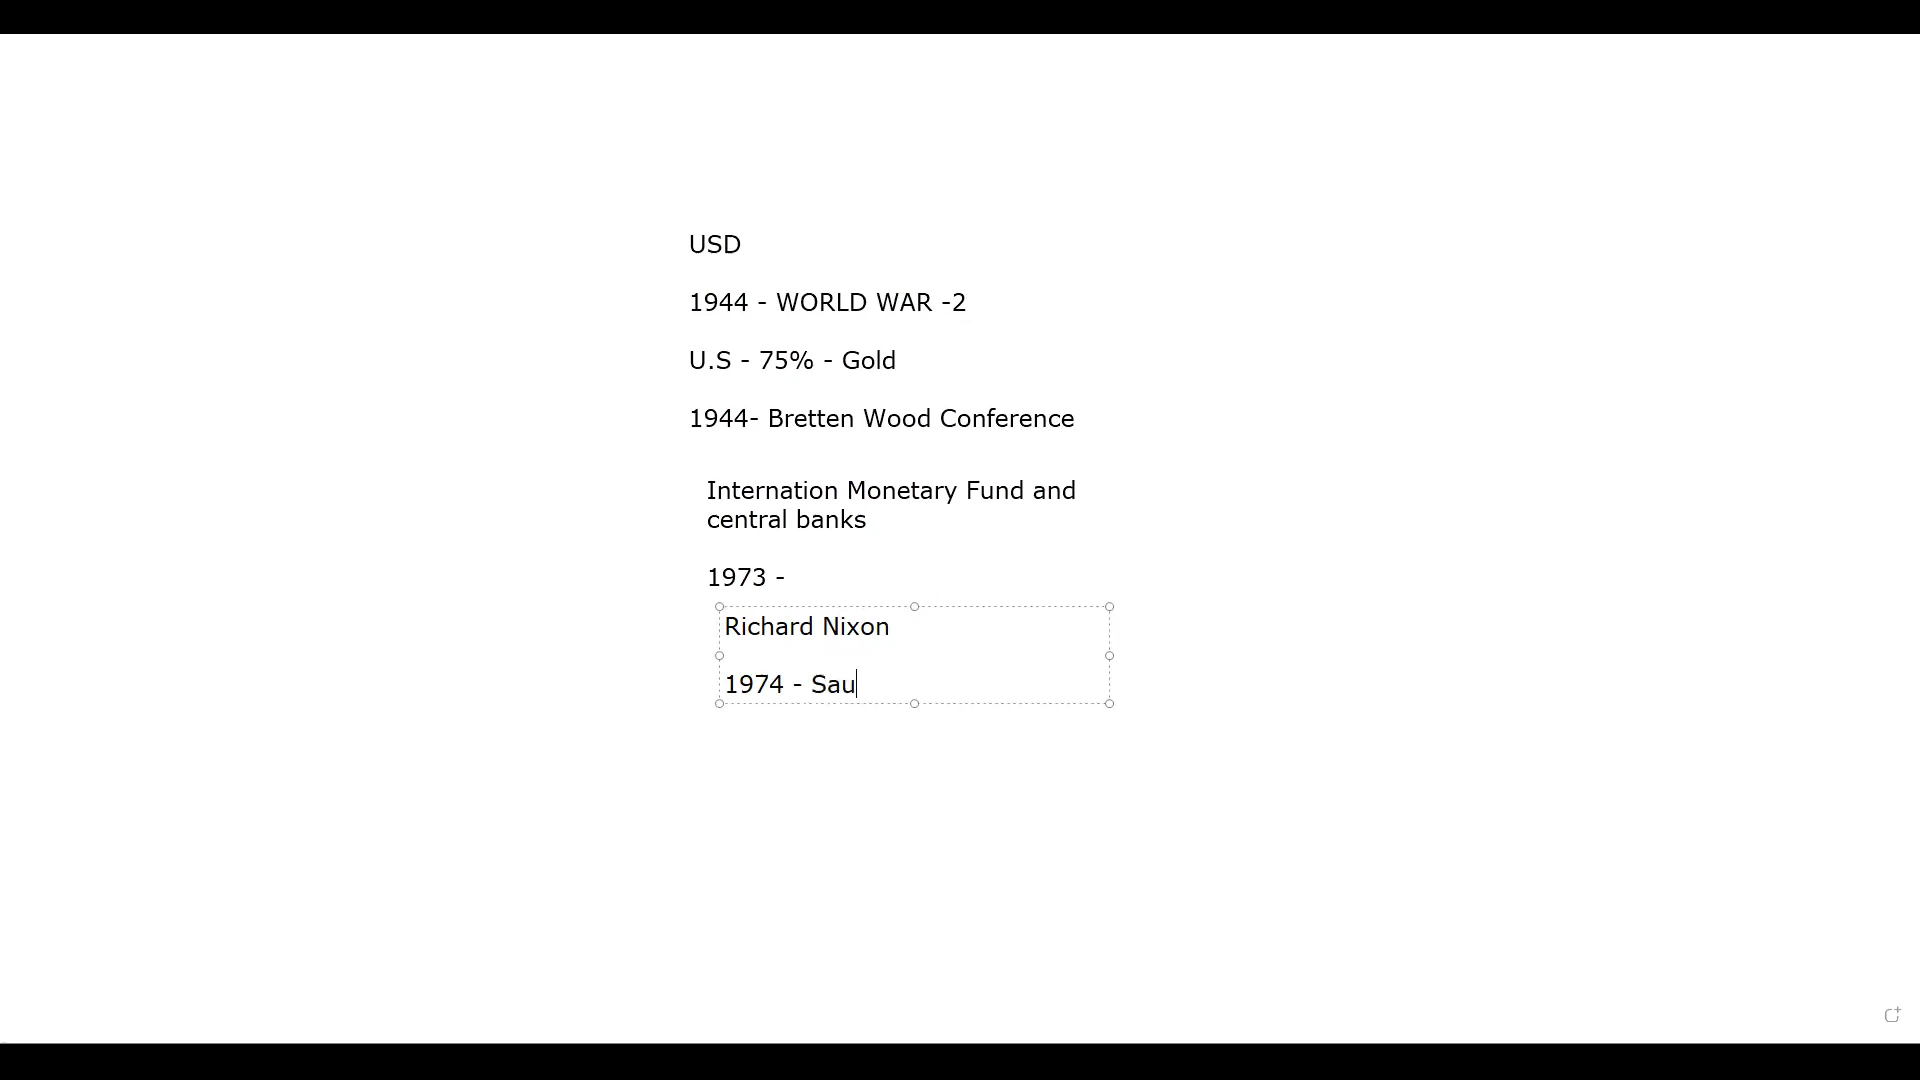 USD
1944 - WORLD WAR -2
U.S - 75% - Gold
1944- Bretten Wood Conference
Internation Monetary Fund and
central banks
1973 -
Richard Nixon
1974 - Sau